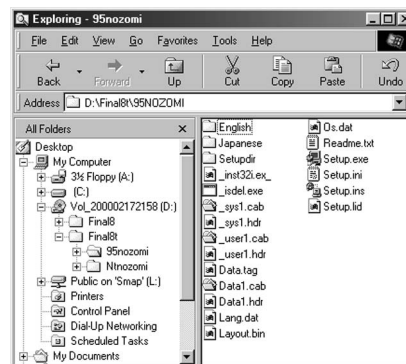 Exploring - 95nozomi
File Edit View Go Favorites Tools Help
Back Forward Up Cut Copy Paste Undo
Address D:\Final8t\95NOZOMI
All Folders
Desktop
My Computer
3½ Floppy (A:)
(C:)
Vol_200002172158 (D:)
Final8
Final8t
95nozomi
Ntnozomi
Public on 'Smap' (L:)
Printers
Control Panel
Dial-Up Networking
Scheduled Tasks
My Documents
English
Japanese
Setupdir
_inst32i.ex_
_isdel.exe
_sys1.cab
_sys1.hdr
_user1.cab
_user1.hdr
Data.tag
Data1.cab
Data1.hdr
Lang.dat
Layout.bin
Os.dat
Readme.txt
Setup.exe
Setup.ini
Setup.ins
Setup.lid